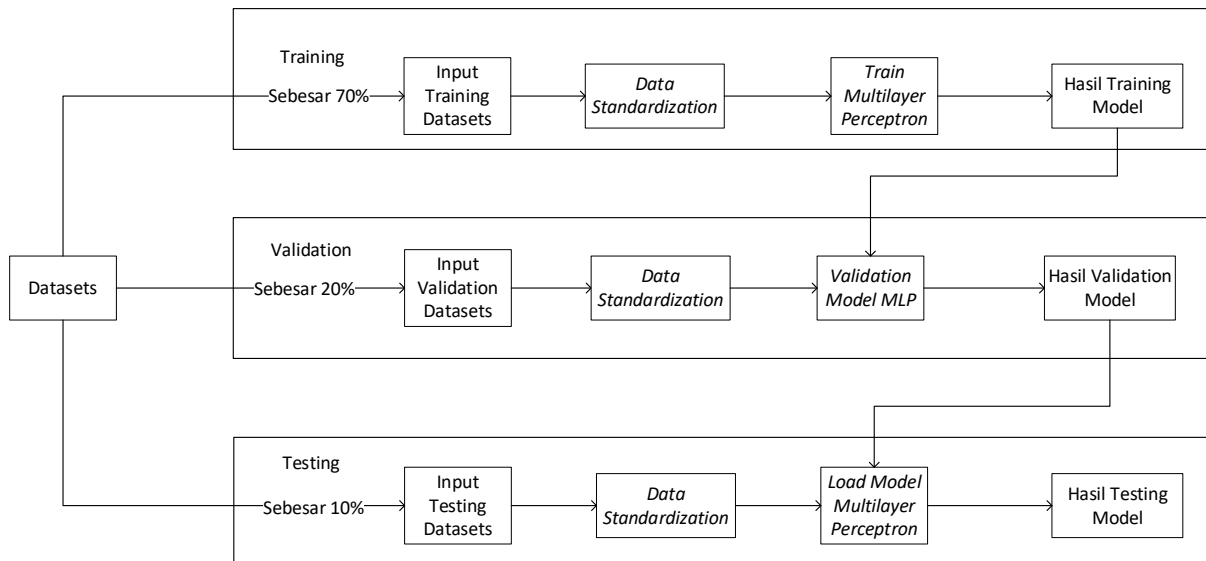 Training
Sebesar 70%
Input
Training
Datasets
Data
Standardization
Train
Multilayer
Perceptron
Hasil Training
Model
Datasets
Validation
Sebesar 20%
Input
Validation
Datasets
Data
Standardization
Validation
Model MLP
Hasil Validation
Model
Testing
Sebesar 10%
Input
Testing
Datasets
Data
Standardization
Load Model
Multilayer
Perceptron
Hasil Testing
Model